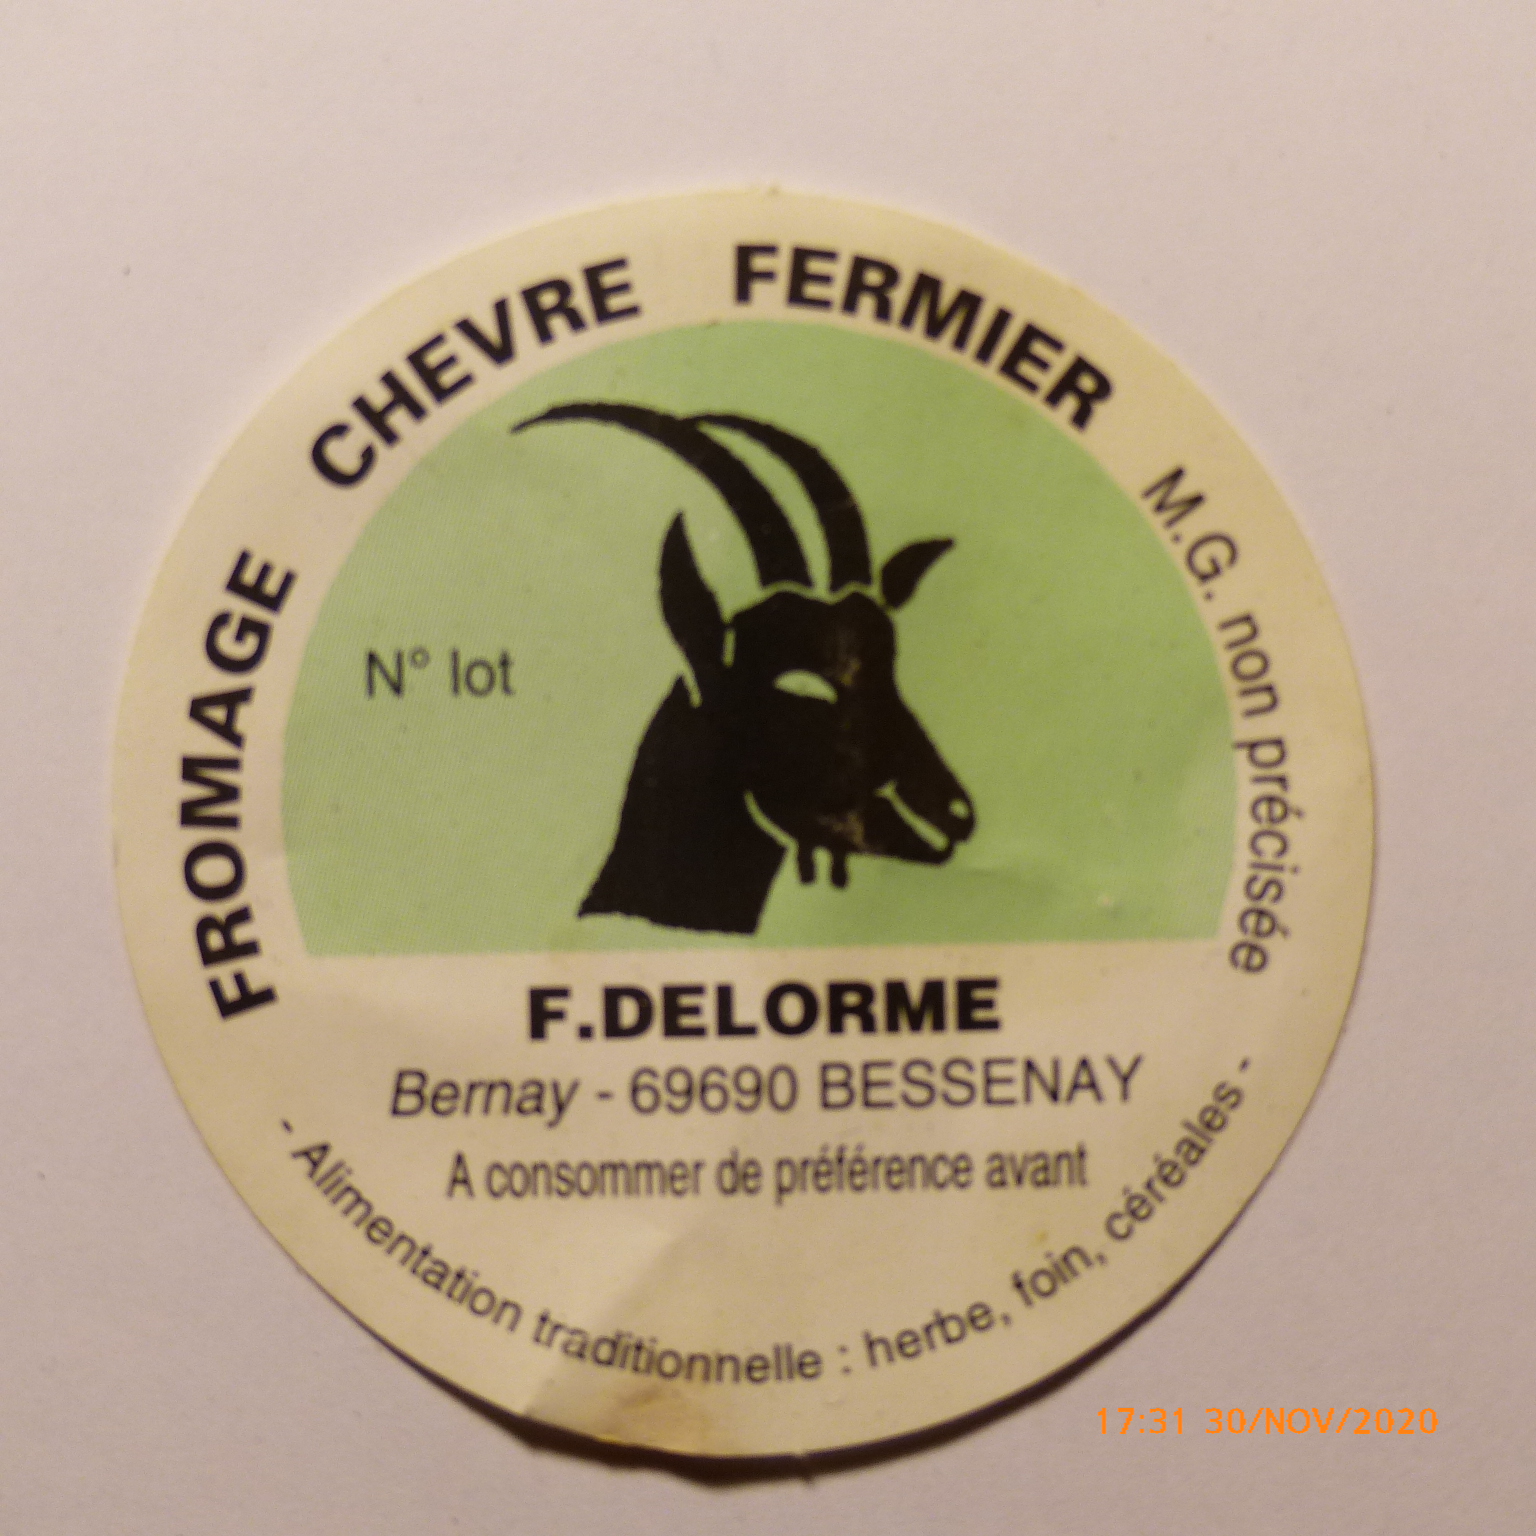 FROMAGE CHEVRE FERMIER
M.G. non précisée
N° lot
F.DELORME
Bernay - 69690 BESSENAY
A consommer de préférence avant
- Alimentation traditionnelle : herbe, foin, céréales -
17:31 30/NOV/2020